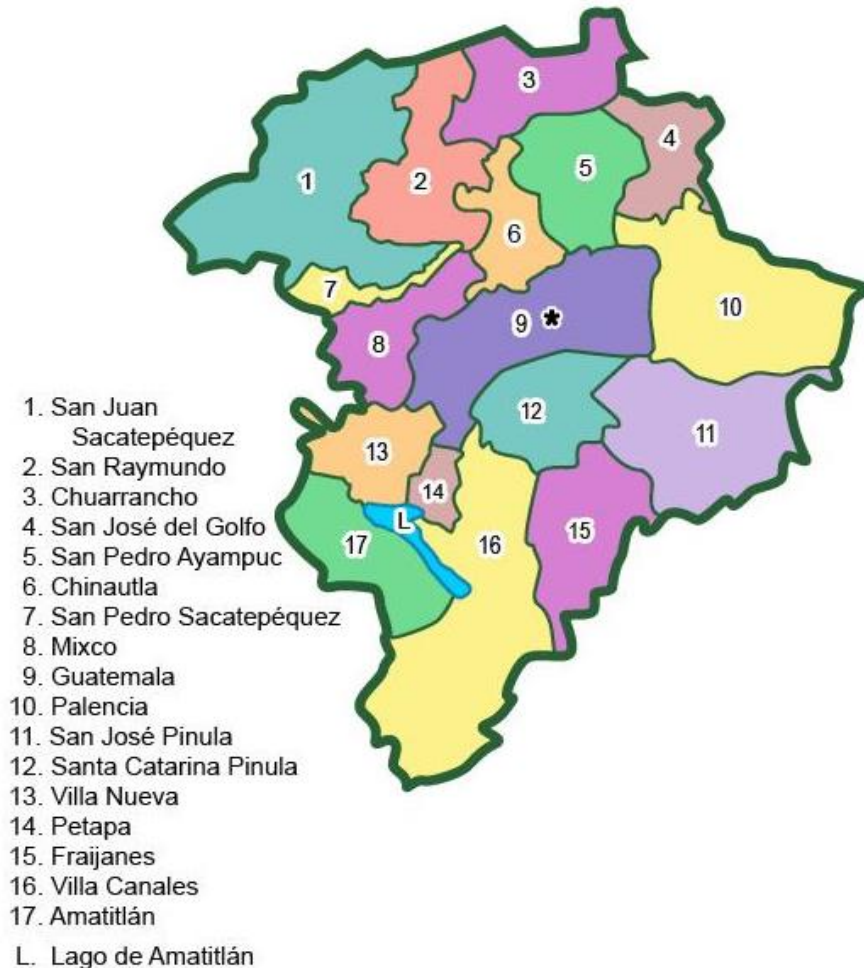 3
4
1
2
5
6
7
10
9 *
8
12
11
13
14
L
15
17
16
1. San Juan
Sacatepéquez
2. San Raymundo
3. Chuarrancho
4. San José del Golfo
5. San Pedro Ayampuc
6. Chinautla
7. San Pedro Sacatepéquez
8. Mixco
9. Guatemala
10. Palencia
11. San José Pinula
12. Santa Catarina Pinula
13. Villa Nueva
14. Petapa
15. Fraijanes
16. Villa Canales
17. Amatitlán
L. Lago de Amatitlán